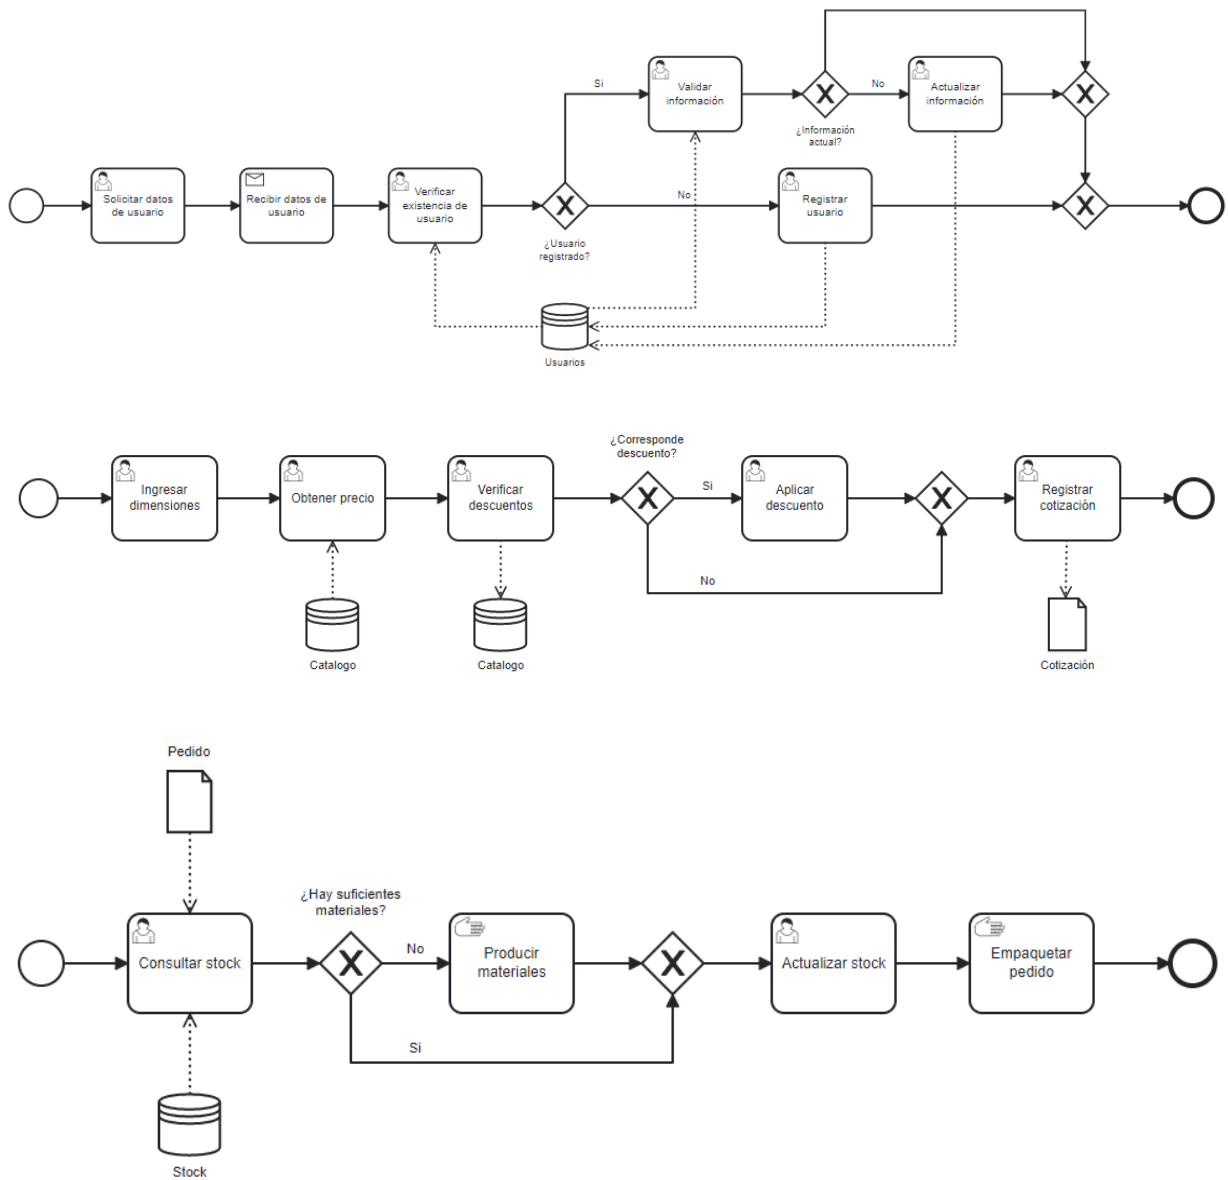 Si
Validar
información
No
Actualizar
información
¿Información
actual?
Solicitar datos
de usuario
Recibir datos de
usuario
Verificar
existencia de
usuario
No
Registrar
usuario
¿Usuario
registrado?
Usuarios
¿Corresponde
descuento?
Ingresar
dimensiones
Obtener precio
Verificar
descuentos
Si
Aplicar
descuento
Registrar
cotización
No
Catalogo
Catalogo
Cotización
Pedido
¿Hay suficientes
materiales?
Consultar stock
No
Producir
materiales
Actualizar stock
Empaquetar
pedido
Si
Stock